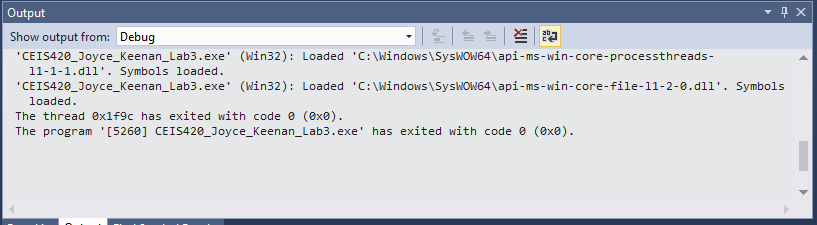 Output
Show output from: Debug
'CEIS420_Joyce_Keenan_Lab3.exe' (Win32): Loaded 'C:\Windows\SysWOW64\api-ms-win-core-processthreads-
l1-1-1.dll'. Symbols loaded.
'CEIS420_Joyce_Keenan_Lab3.exe' (Win32): Loaded 'C:\Windows\SysWOW64\api-ms-win-core-file-l1-2-0.dll'. Symbols
loaded.
The thread 0x1f9c has exited with code 0 (0x0).
The program '[5260] CEIS420_Joyce_Keenan_Lab3.exe' has exited with code 0 (0x0).